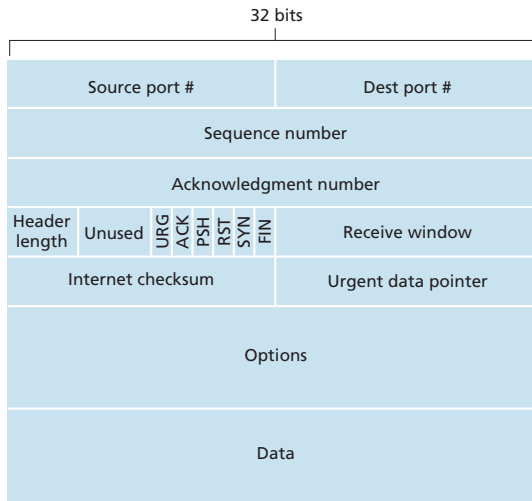 32 bits
Source port #
Dest port #
Sequence number
Acknowledgment number
Header
length
Unused
URG
ACK
PSH
RST
SYN
FIN
Receive window
Internet checksum
Urgent data pointer
Options
Data